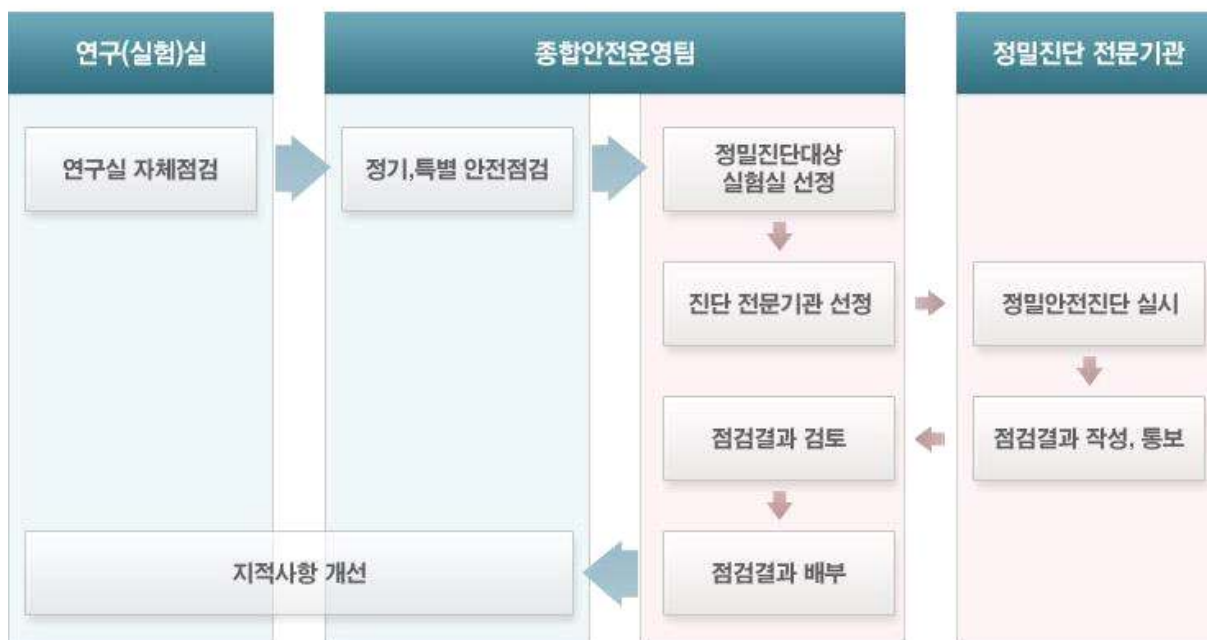 연구(실험)실
종합안전운영팀
정밀진단 전문기관
연구실 자체점검
정기,특별 안전점검
정밀진단대상
실험실 선정
진단 전문기관 선정
정밀안전진단 실시
점검결과 검토
점검결과 작성, 통보
지적사항 개선
점검결과 배부